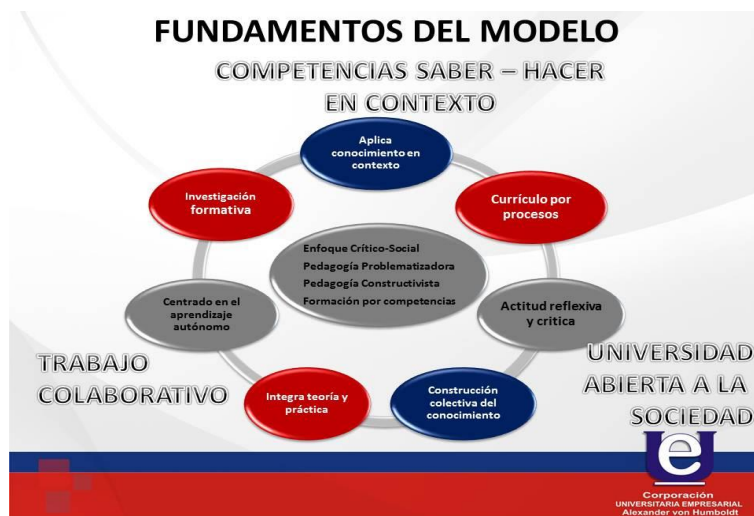 FUNDAMENTOS DEL MODELO
COMPETENCIAS SABER – HACER
EN CONTEXTO
Aplica
conocimiento en
contexto
Investigación
formativa
Currículo por
procesos
Enfoque Crítico-Social
Pedagogía Problematizadora
Pedagogía Constructivista
Formación por competencias
Centrado en el
aprendizaje
autónomo
Actitud reflexiva
y critica
TRABAJO
COLABORATIVO
Integra teoría y
práctica
Construcción
colectiva del
conocimiento
UNIVERSIDAD
ABIERTA A LA
SOCIEDAD
Ue
Corporación
UNIVERSITARIA EMPRESARIAL
Alexander von Humboldt